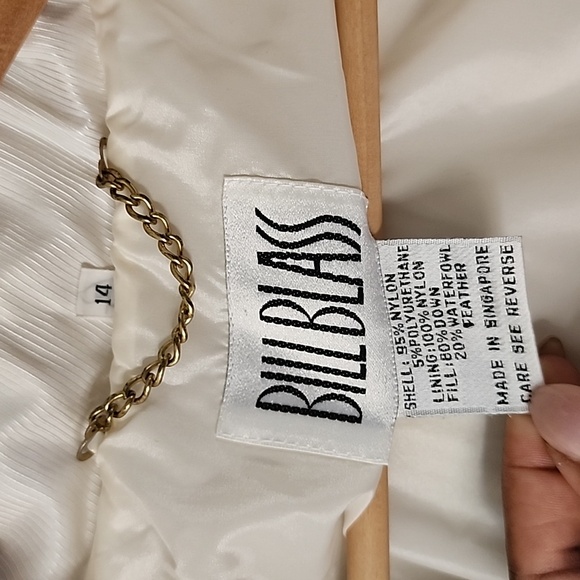 14
BILL BLASS
SHELL: 95% NYLON
5% POLYURETHANE
LINING: 100% NYLON
FILL: 80% DOWN
20% WATERFOWL
FEATHER
MADE IN SINGAPORE
CARE SEE REVERSE